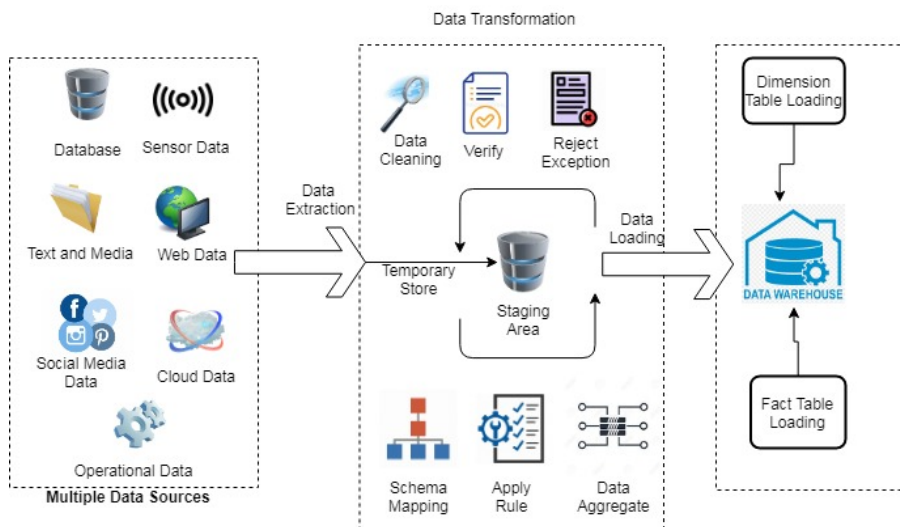 Data Transformation
Database
Sensor Data
Text and Media
Web Data
Social Media
Data
Cloud Data
Operational Data
Multiple Data Sources
Data
Extraction
Data
Cleaning
Verify
Reject
Exception
Temporary
Store
Staging
Area
Schema
Mapping
Apply
Rule
Data
Aggregate
Data
Loading
Dimension
Table Loading
DATA WAREHOUSE
Fact Table
Loading